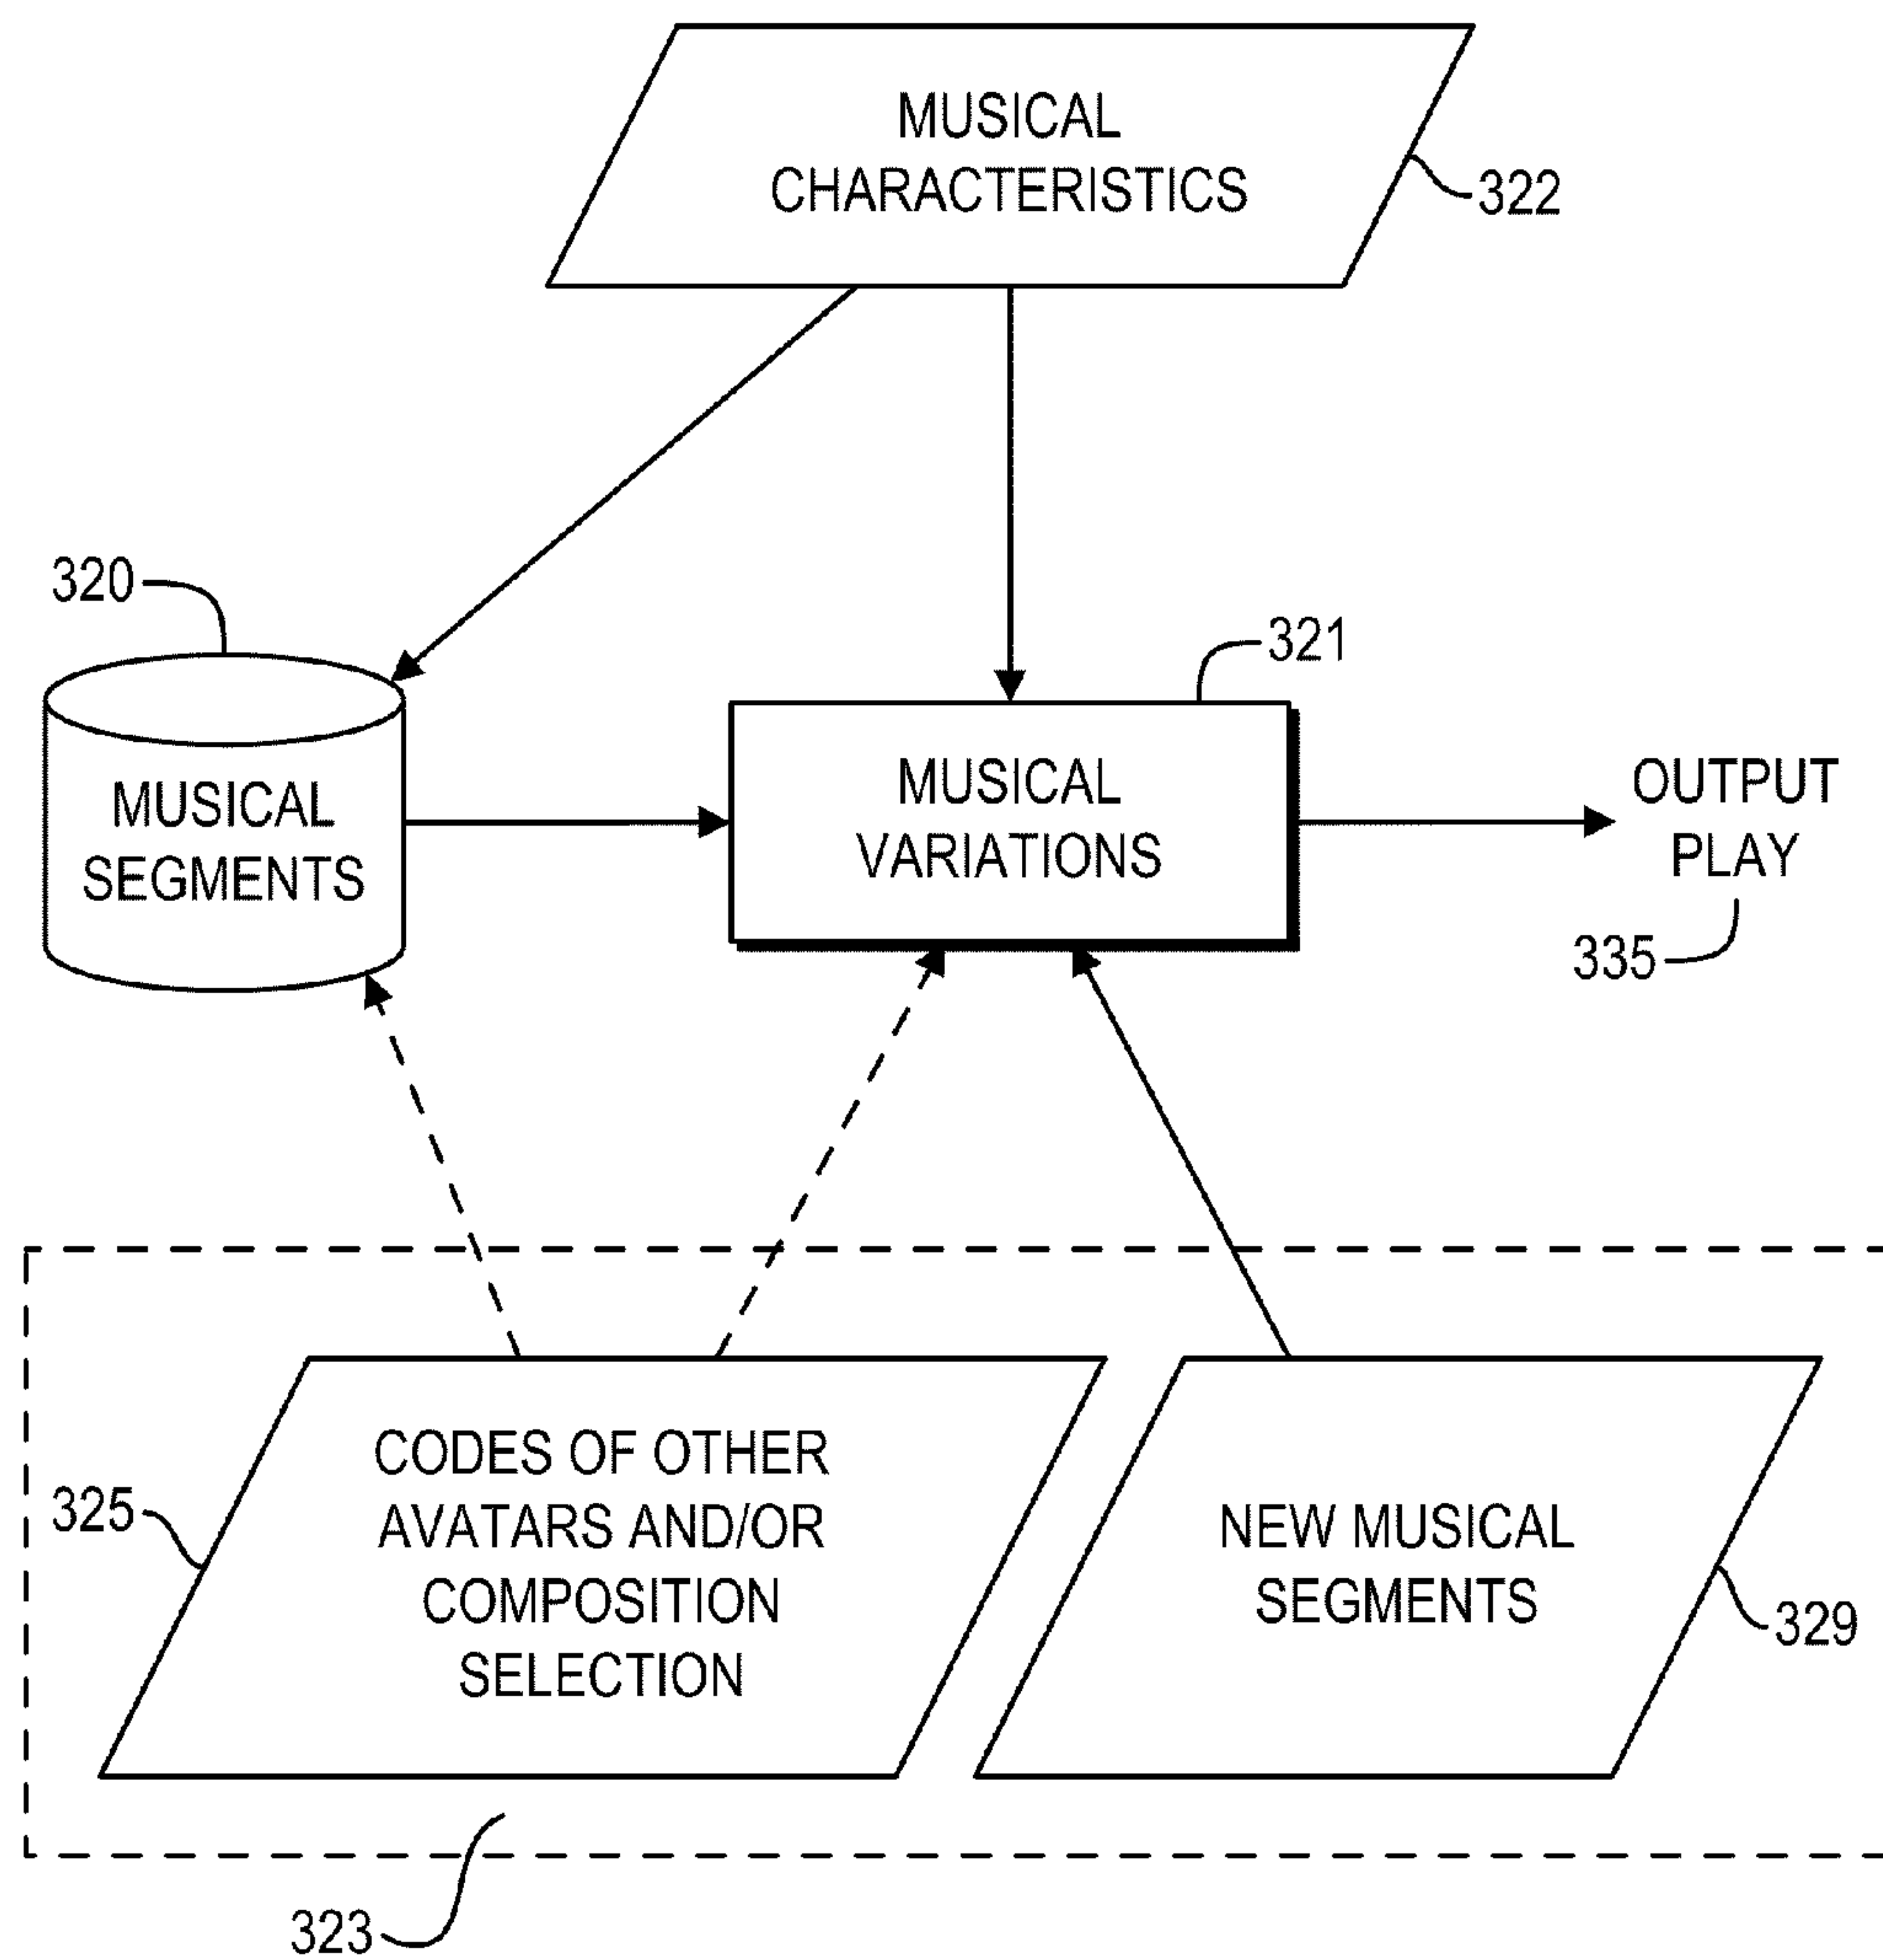 MUSICAL
CHARACTERISTICS
322
320
321
MUSICAL
SEGMENTS
MUSICAL
VARIATIONS
OUTPUT
PLAY
335
CODES OF OTHER
AVATARS AND/OR
COMPOSITION
SELECTION
325
NEW MUSICAL
SEGMENTS
329
323